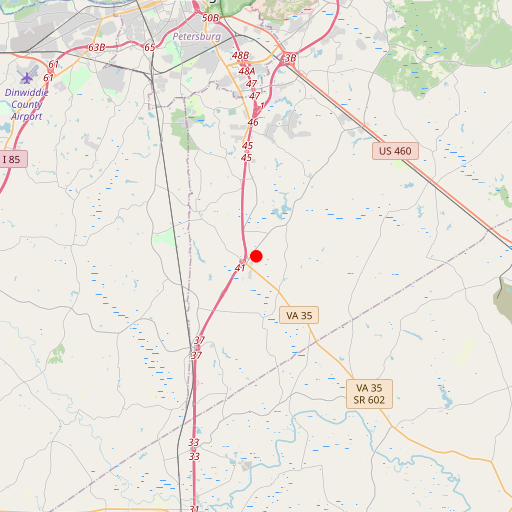 50B
Petersburg
63B
65
48B
3B
61
61
48A
47
47
1
46
Dinwiddie
County
Airport
45
45
I 85
US 460
41
VA 35
37
37
VA 35
SR 602
33
33
31